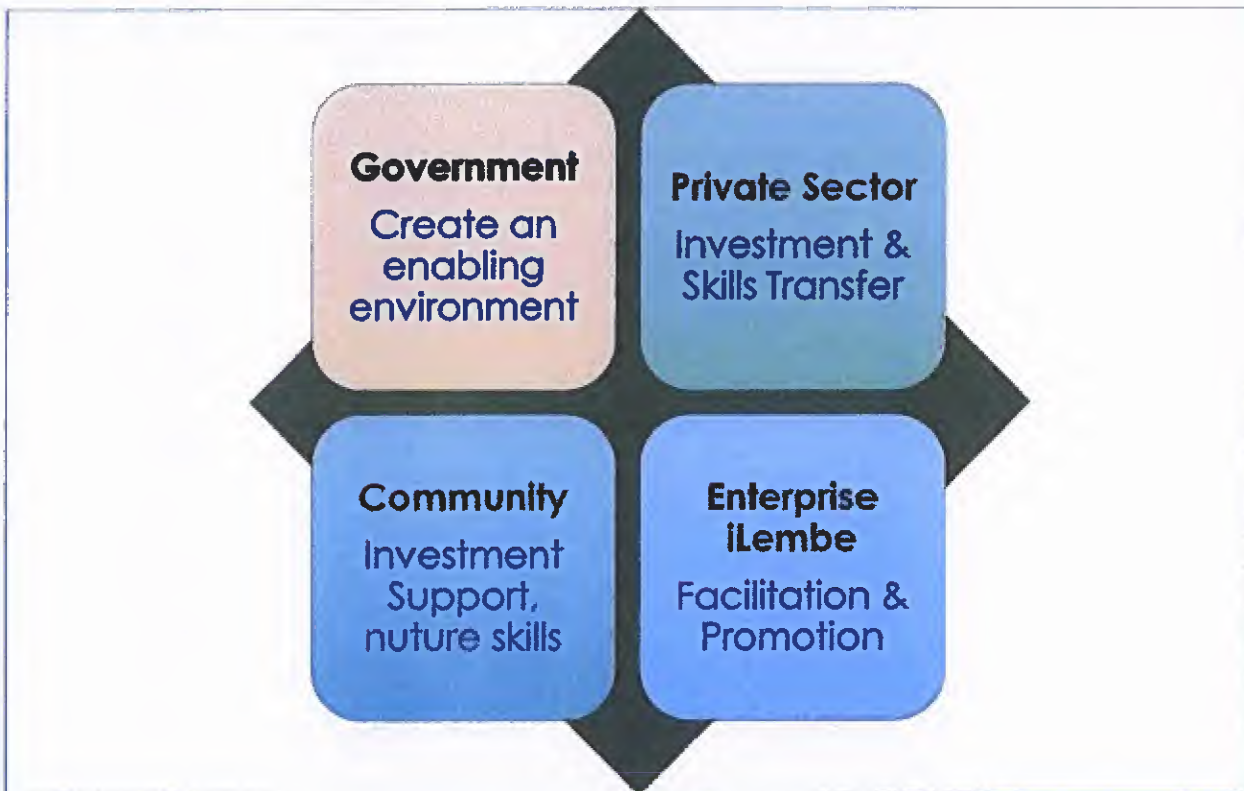 Government
Create an
enabling
environment
Private Sector
Investment &
Skills Transfer
Community
Investment
Support,
nuture skills
Enterprise
iLembe
Facilitation &
Promotion